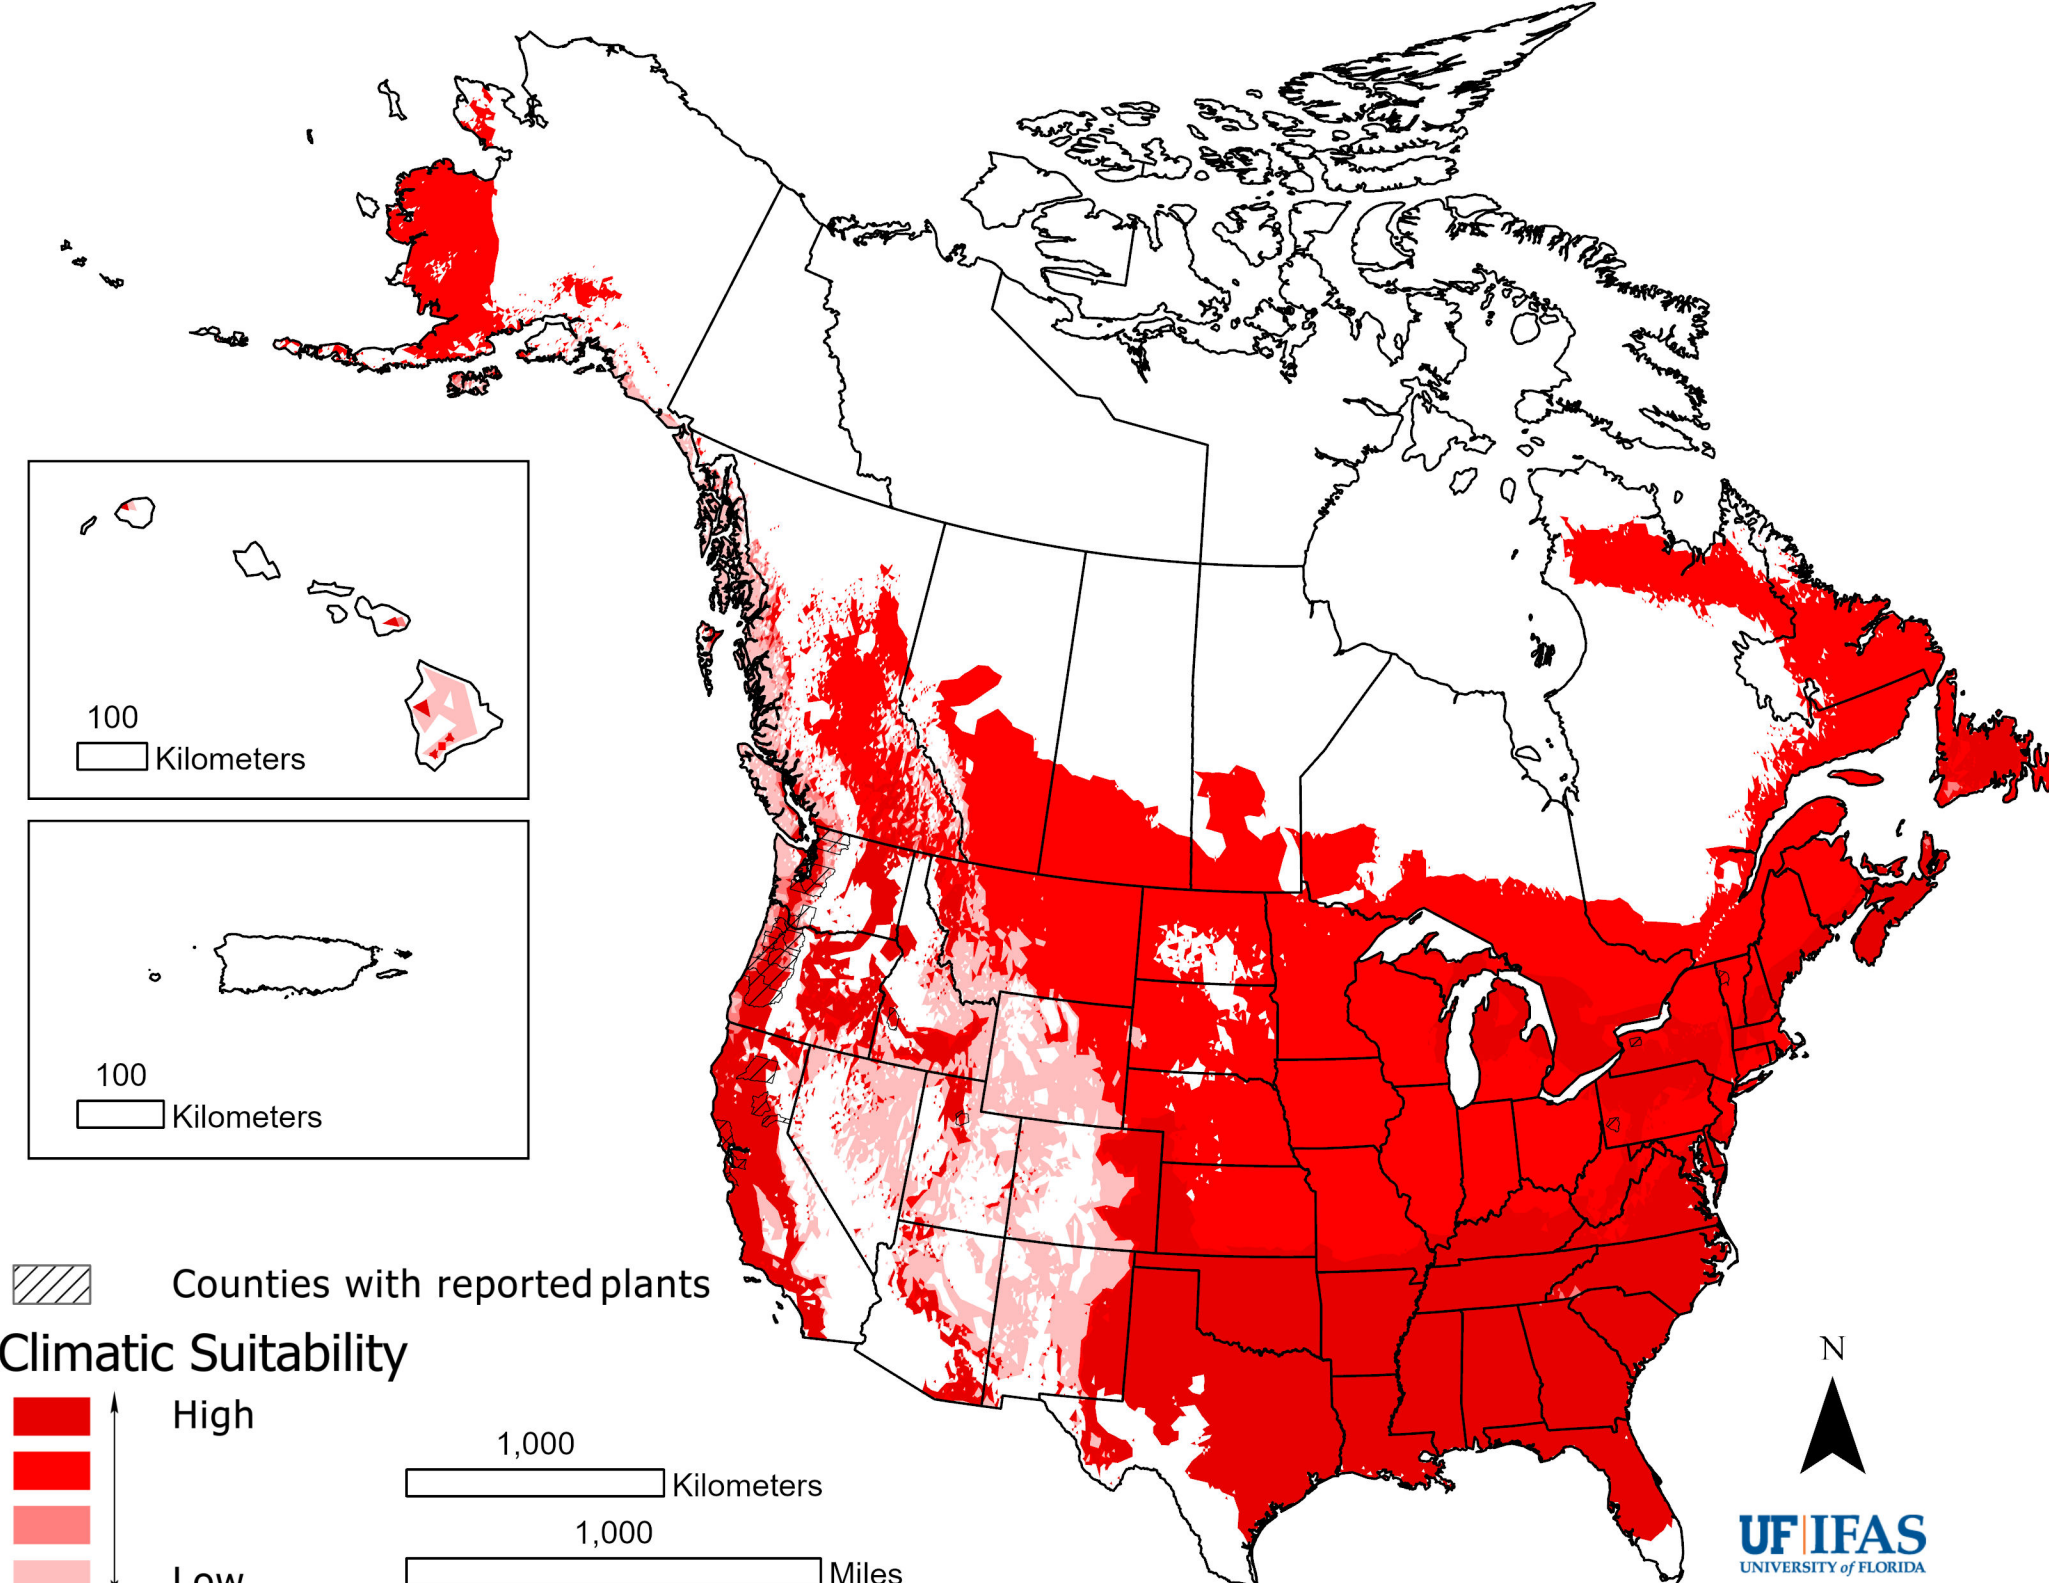 100
Kilometers
100
Kilometers
Counties with reported plants
Climatic Suitability
High
Low
1,000
Kilometers
1,000
Miles
N
UF|IFAS
UNIVERSITY of FLORIDA